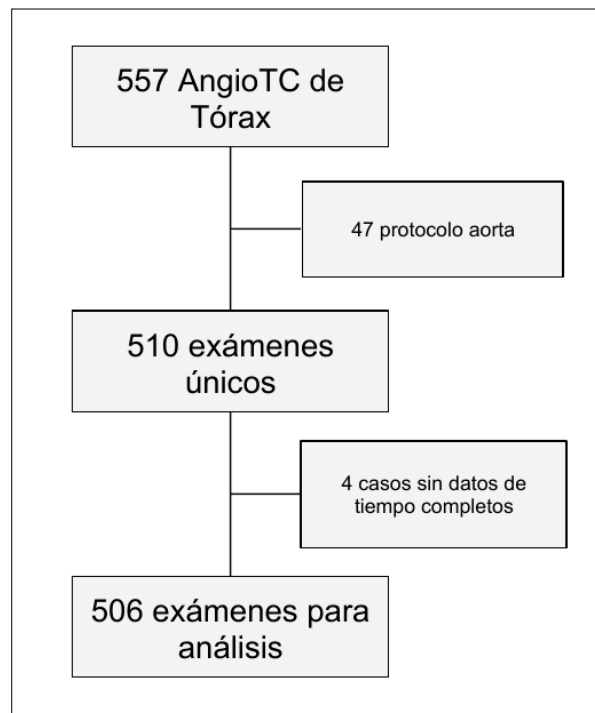 557 AngioTC de
Tórax
47 protocolo aorta
510 exámenes
únicos
4 casos sin datos de
tiempo completos
506 exámenes para
análisis